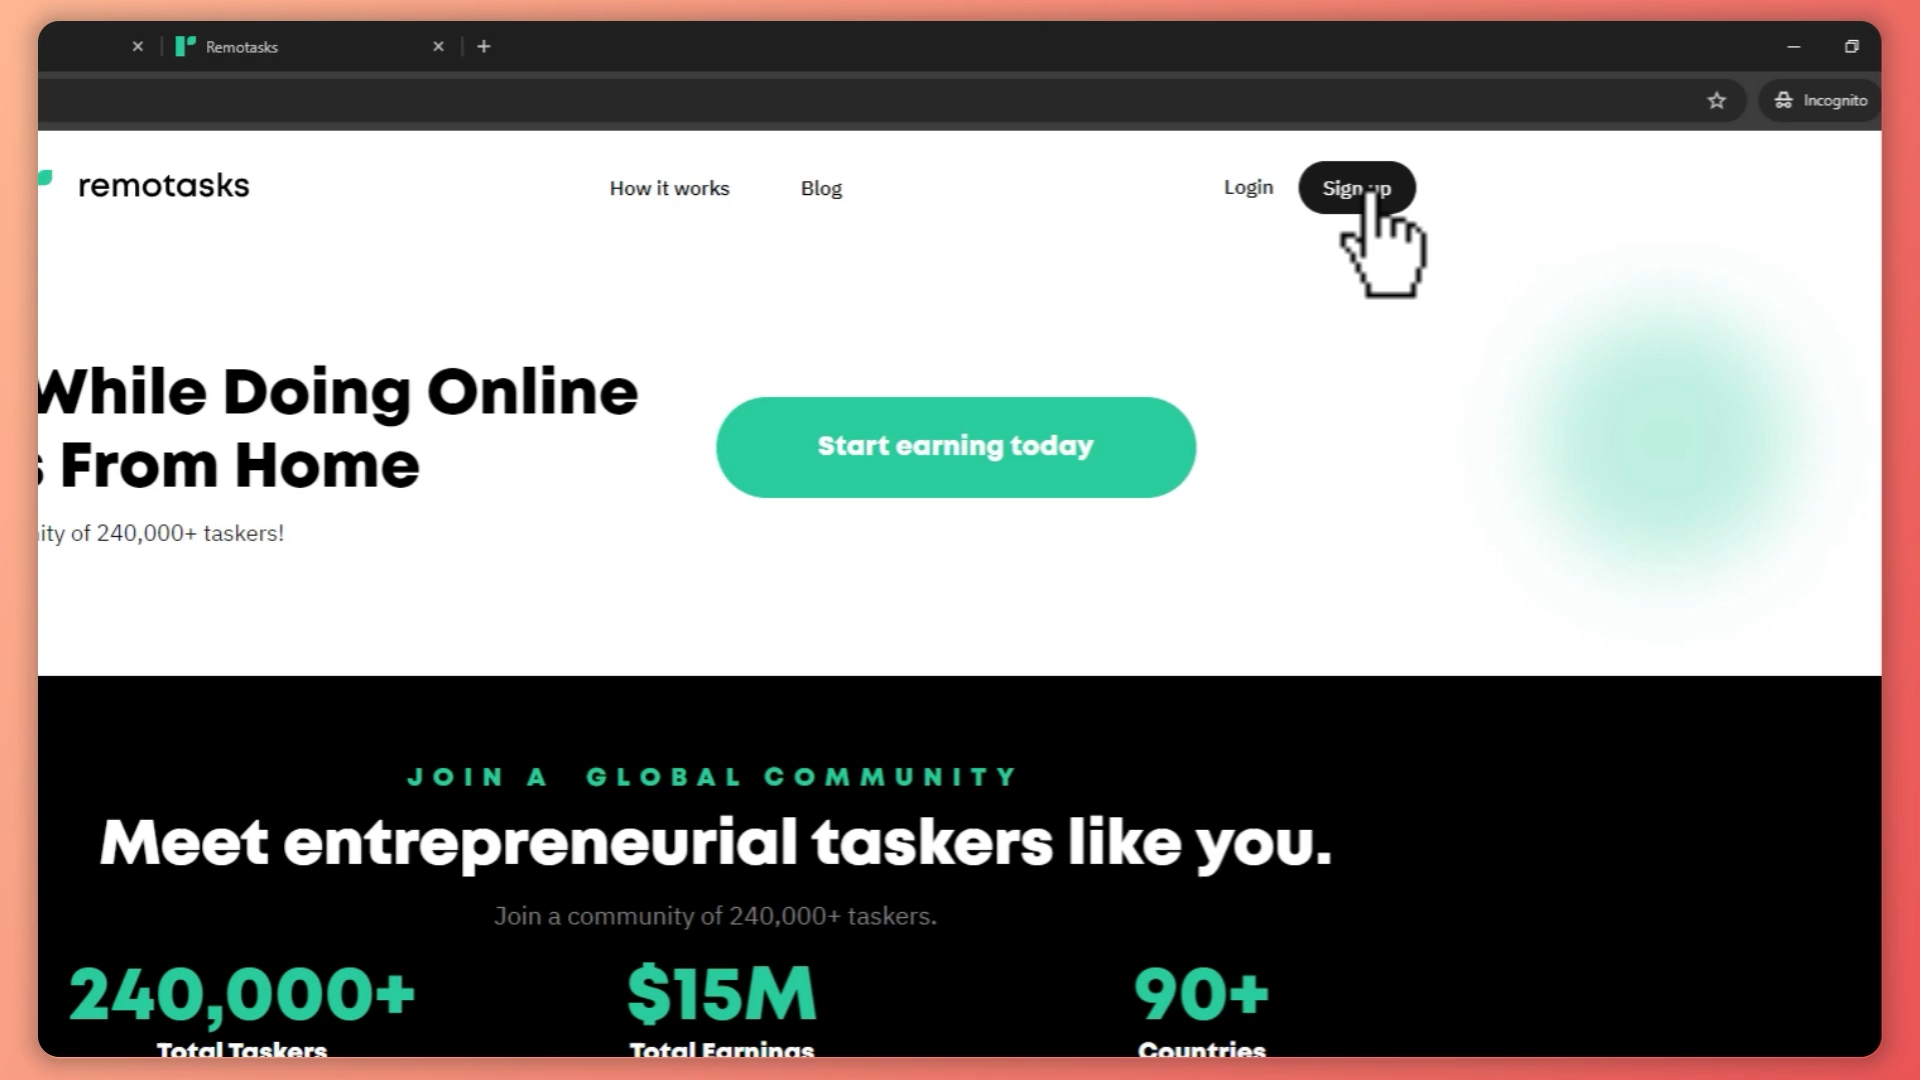 Remotasks
Incognito
remotasks
How it works
Blog
Login
Sign up
While Doing Online
From Home
of 240,000+ taskers!
Start earning today
JOIN A GLOBAL COMMUNITY
Meet entrepreneurial taskers like you.
Join a community of 240,000+ taskers.
240,000+
$15M
90+
Total Taskers
Total Earnings
Countries